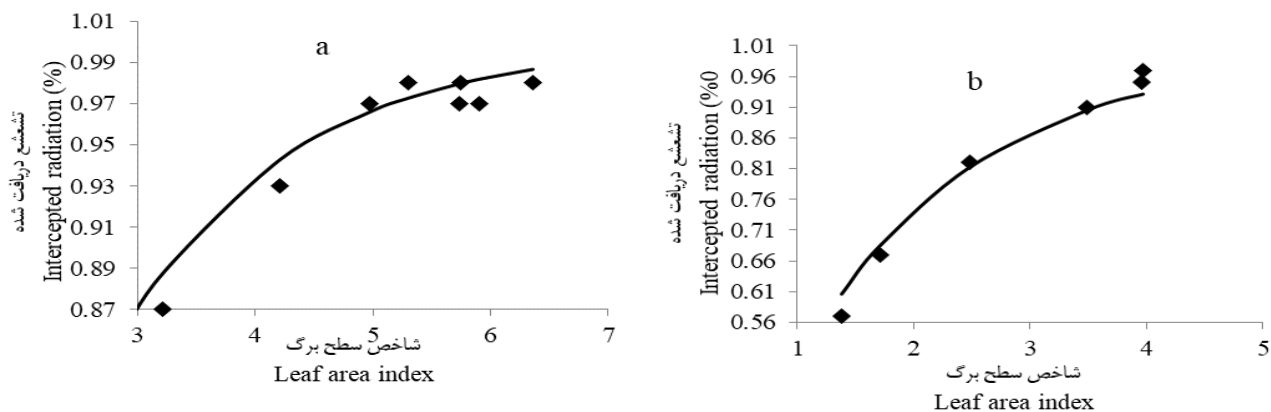 a
1.01
0.99
0.97
0.95
0.93
0.91
0.89
0.87
3
4
5
6
7
تشعشع دریافت شده
Intercepted radiation (%)
شاخص سطح برگ
Leaf area index
b
1.01
0.96
0.91
0.86
0.81
0.76
0.71
0.66
0.61
0.56
1
2
3
4
5
تشعشع دریافت شده
Intercepted radiation (%0
شاخص سطح برگ
Leaf area index